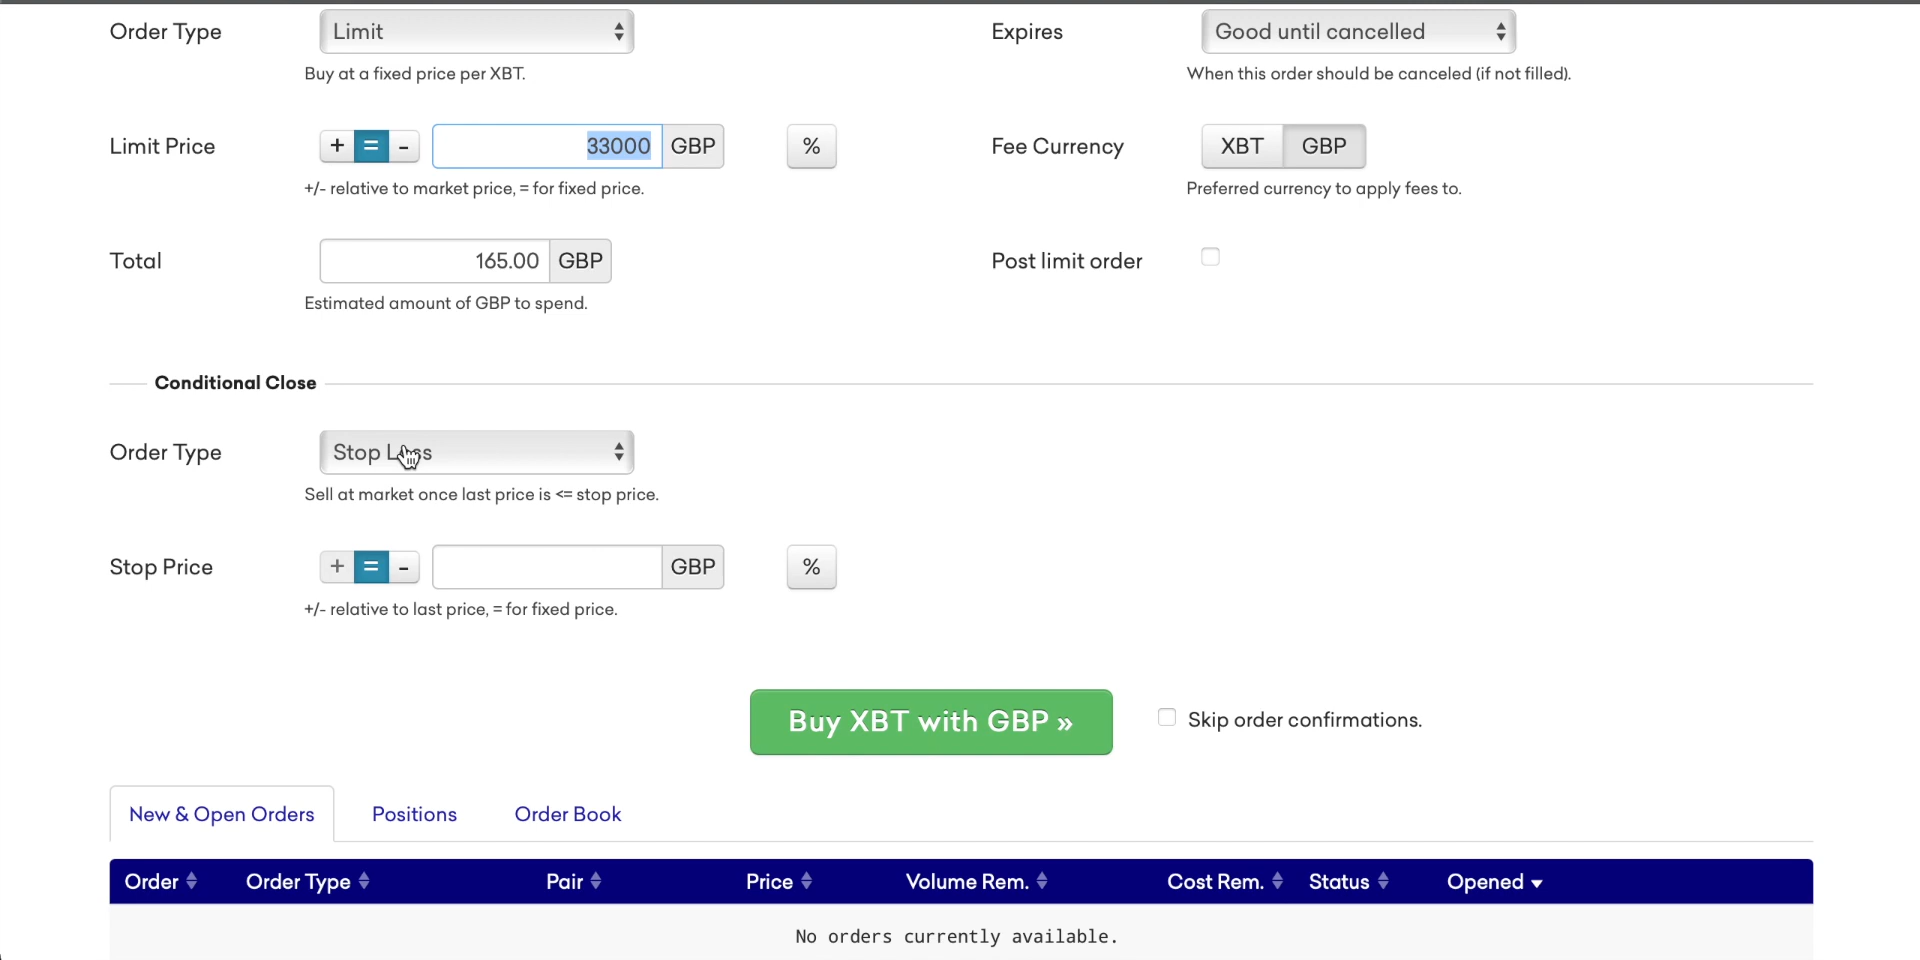 Order Type Limit Expires Good until cancelled
Buy at a fixed price per XBT. When this order should be canceled (if not filled).
Limit Price + = - 33000 GBP % Fee Currency XBT GBP
+/- relative to market price, = for fixed price. Preferred currency to apply fees to.
Total 165.00 GBP Post limit order
Estimated amount of GBP to spend.
Conditional Close
Order Type Stop Loss
Sell at market once last price is <= stop price.
Stop Price + = - GBP %
+/- relative to last price, = for fixed price.
Buy XBT with GBP » Skip order confirmations.
New & Open Orders Positions Order Book
Order Order Type Pair Price Volume Rem. Cost Rem. Status Opened
No orders currently available.